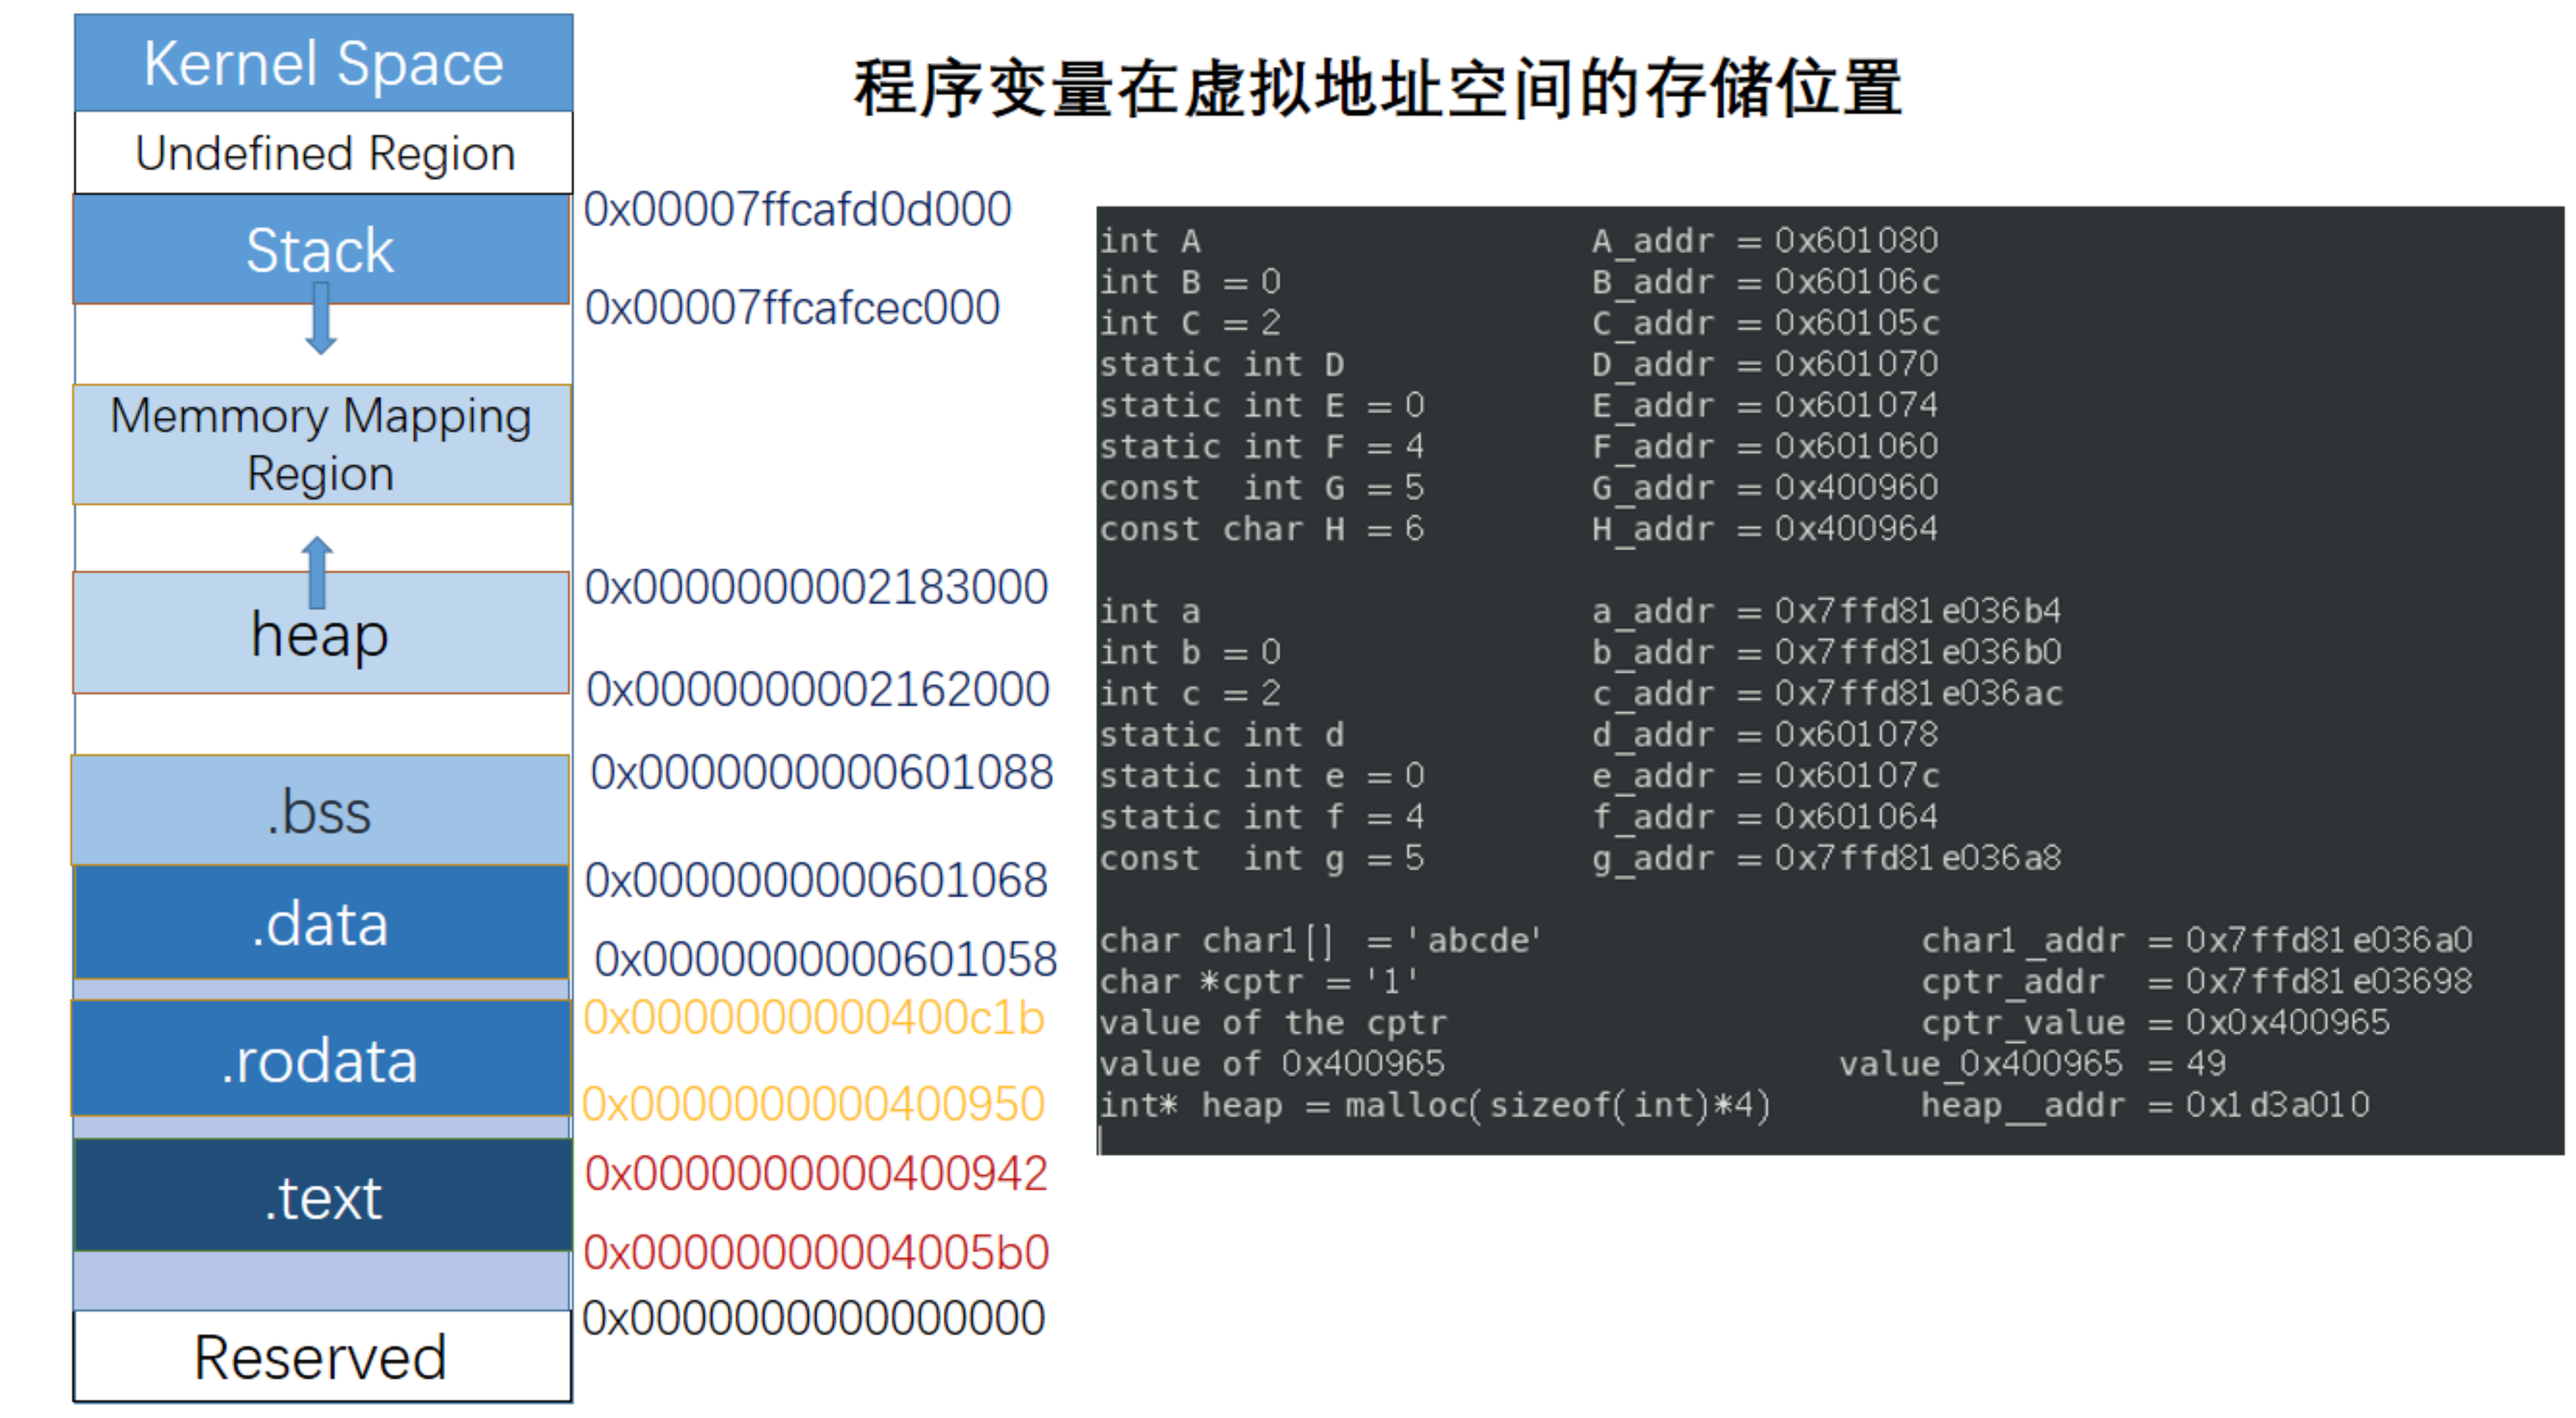 程序变量在虚拟地址空间的存储位置
Kernel Space
Undefined Region
Stack
0x00007ffcafd0d000
0x00007ffcafcec000
Memmory Mapping
Region
heap
0x0000000002183000
0x0000000002162000
.bss
0x0000000000601088
0x0000000000601068
.data
0x0000000000601058
.rodata
0x0000000000400c1b
0x0000000000400950
.text
0x0000000000400942
0x00000000004005b0
0x0000000000000000
Reserved
int A A_addr = 0x601080
int B = 0 B_addr = 0x60106c
int C = 2 C_addr = 0x60105c
static int D D_addr = 0x601070
static int E = 0 E_addr = 0x601074
static int F = 4 F_addr = 0x601060
const  int G = 5 G_addr = 0x400960
const char H = 6 H_addr = 0x400964
int a a_addr = 0x7ffd81e036b4
int b = 0 b_addr = 0x7ffd81e036b0
int c = 2 c_addr = 0x7ffd81e036ac
static int d d_addr = 0x601078
static int e = 0 e_addr = 0x60107c
static int f = 4 f_addr = 0x601064
const  int g = 5 g_addr = 0x7ffd81e036a8
char char1[] = 'abcde' char1_addr = 0x7ffd81e036a0
char *cptr = '1' cptr_addr = 0x7ffd81e03698
value of the cptr cptr_value = 0x0x400965
value of 0x400965 value_0x400965 = 49
int* heap = malloc(sizeof(int)*4) heap__addr = 0x1d3a010